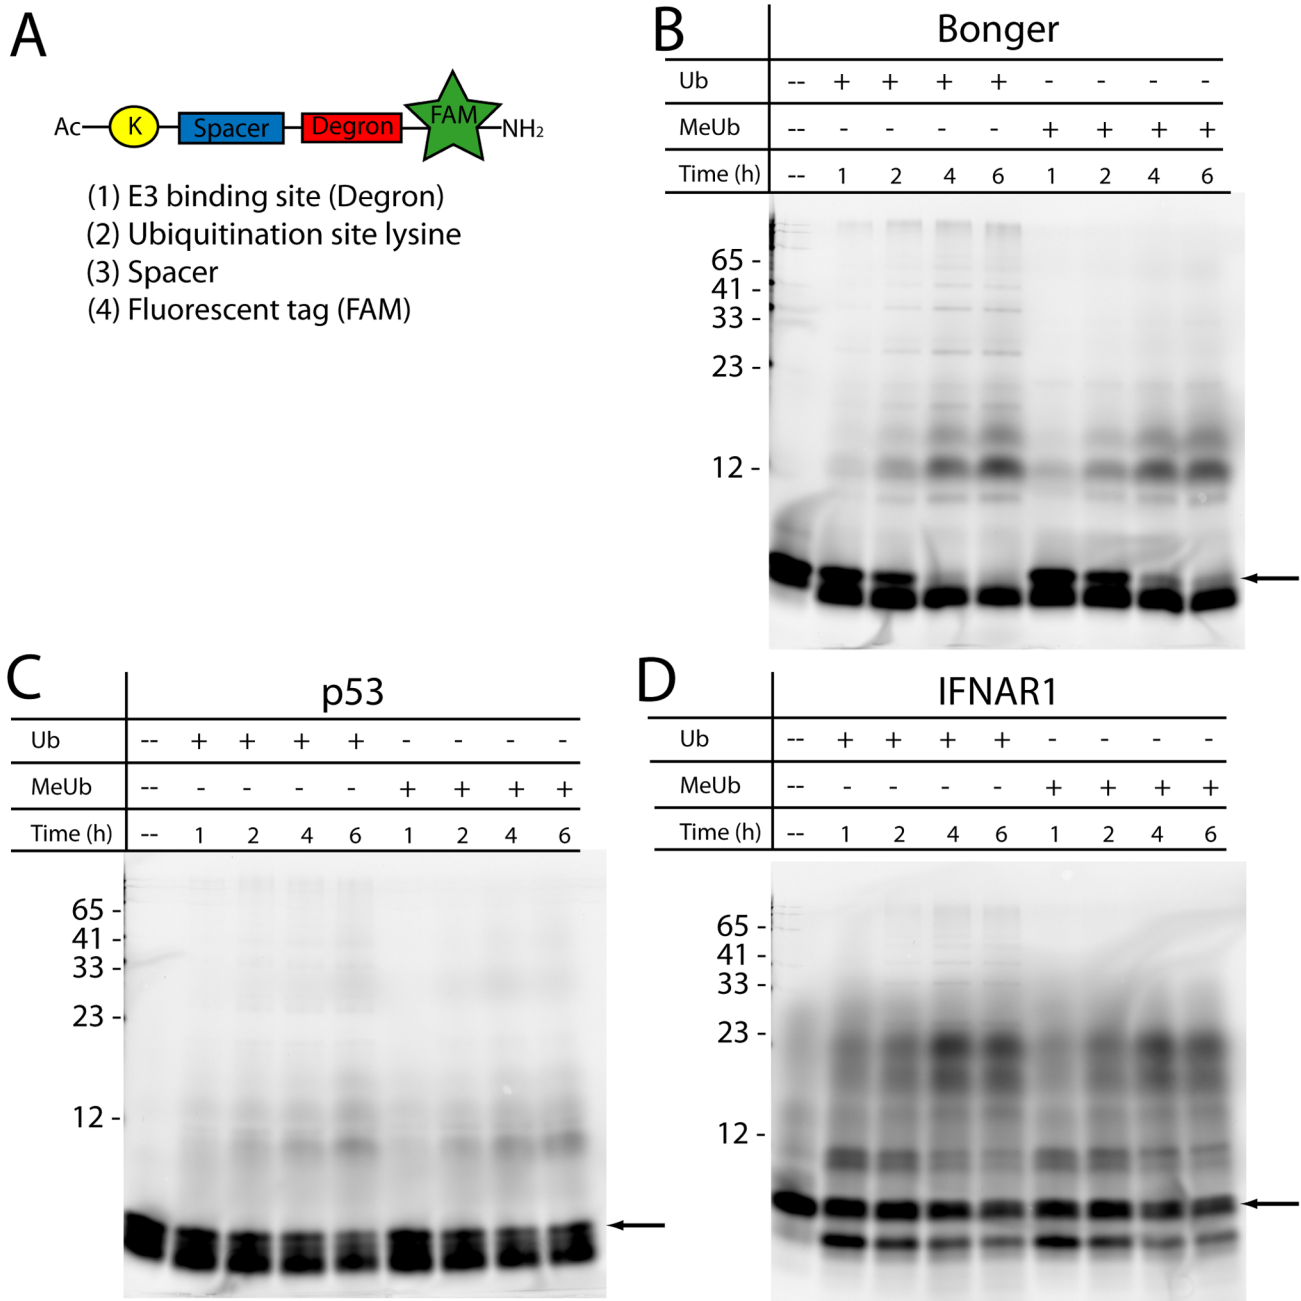 A
Ac K Spacer Degron FAM NH2
(1) E3 binding site (Degron)
(2) Ubiquitination site lysine
(3) Spacer
(4) Fluorescent tag (FAM)
B
Bonger
Ub -- + + + + - - - -
MeUb -- - - - - + + + +
Time (h) -- 1 2 4 6 1 2 4 6
65 -
41 -
33 -
23 -
12 -
C
p53
Ub -- + + + + - - - -
MeUb -- - - - - + + + +
Time (h) -- 1 2 4 6 1 2 4 6
65 -
41 -
33 -
23 -
12 -
D
IFNAR1
Ub -- + + + + - - - -
MeUb -- - - - - + + + +
Time (h) -- 1 2 4 6 1 2 4 6
65 -
41 -
33 -
23 -
12 -